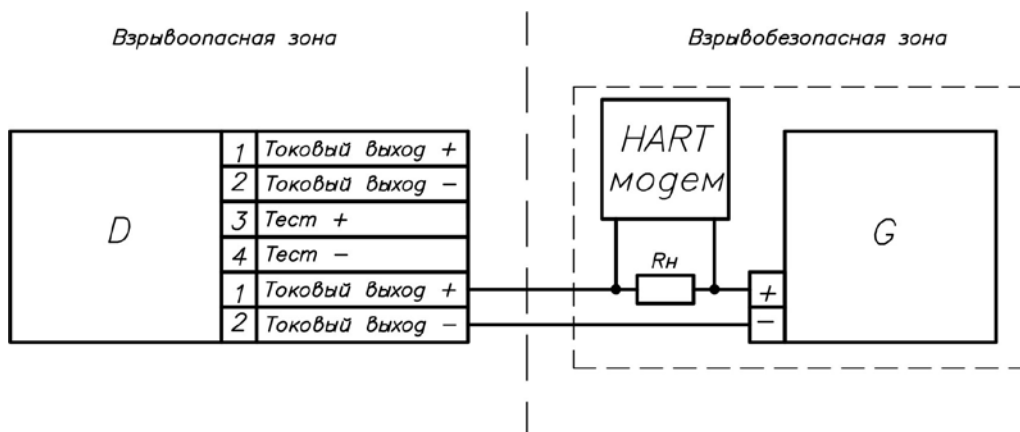 Взрывоопасная зона
Взрывобезопасная зона
D
1 Токовый выход +
2 Токовый выход –
3 Тест +
4 Тест –
1 Токовый выход +
2 Токовый выход –
HART
модем
Rн
+
–
G